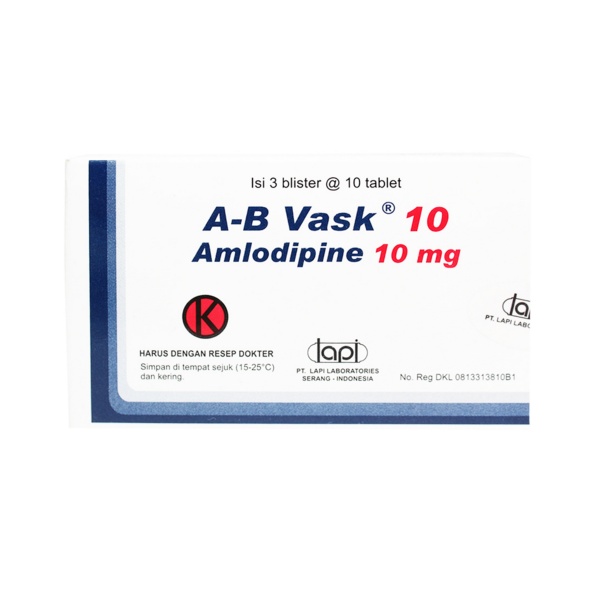 Isi 3 blister @ 10 tablet
A-B Vask® 10
Amlodipine 10 mg
K
HARUS DENGAN RESEP DOKTER
Simpan di tempat sejuk (15-25°C)
dan kering.
lapi
PT. LAPI LABORATORIES
SERANG - INDONESIA
lapi
PT. LAPI
No. Reg DKL 0813313810B1